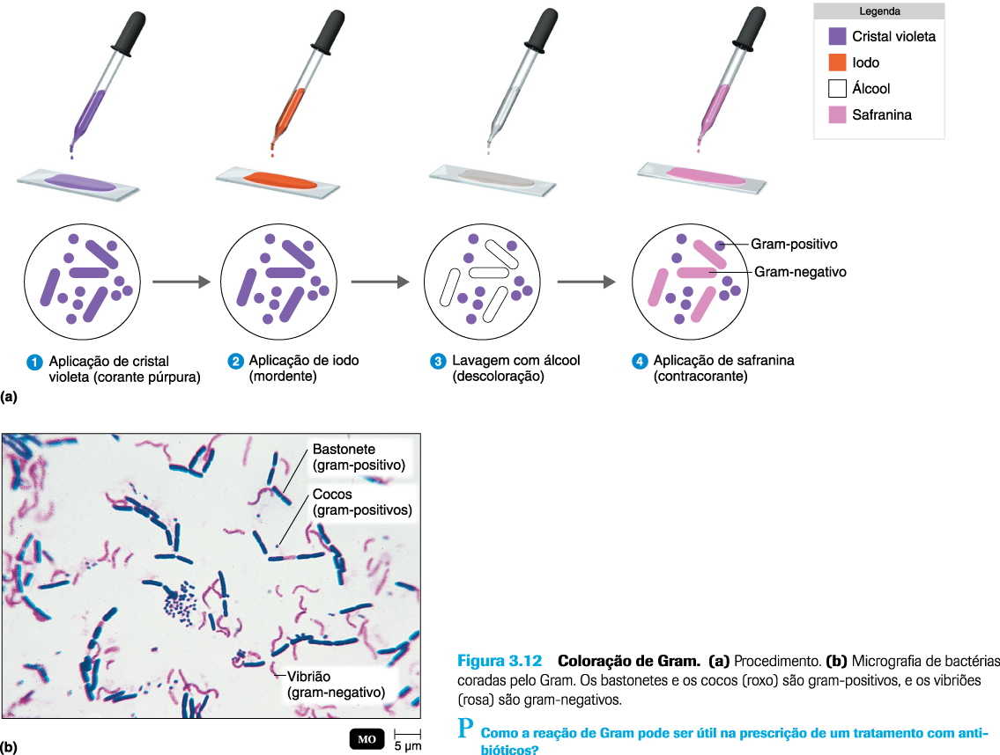 Legenda
Cristal violeta
Iodo
Álcool
Safranina
Gram-positivo
Gram-negativo
1 Aplicação de cristal
violeta (corante púrpura)
2 Aplicação de iodo
(mordente)
3 Lavagem com álcool
(descoloração)
4 Aplicação de safranina
(contracorante)
(a)
Bastonete
(gram-positivo)
Cocos
(gram-positivos)
Vibrião
(gram-negativo)
(b)
MO
5 µm
Figura 3.12 Coloração de Gram. (a) Procedimento. (b) Micrografia de bactérias
coradas pelo Gram. Os bastonetes e os cocos (roxo) são gram-positivos, e os vibriões
(rosa) são gram-negativos.
P Como a reação de Gram pode ser útil na prescrição de um tratamento com anti-
bióticos?